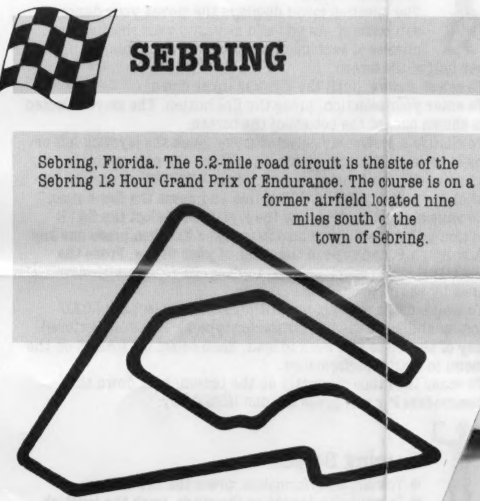 SEBRING
Sebring, Florida. The 5.2-mile road circuit is the site of the
Sebring 12 Hour Grand Prix of Endurance. The course is on a
former airfield located nine
miles south of the
town of Sebring.